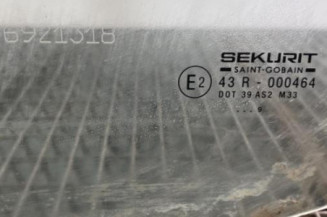 6921318
SEKURIT
SAINT-GOBAIN
E2 43 R - 000464
DOT 39 AS2 M33
... •